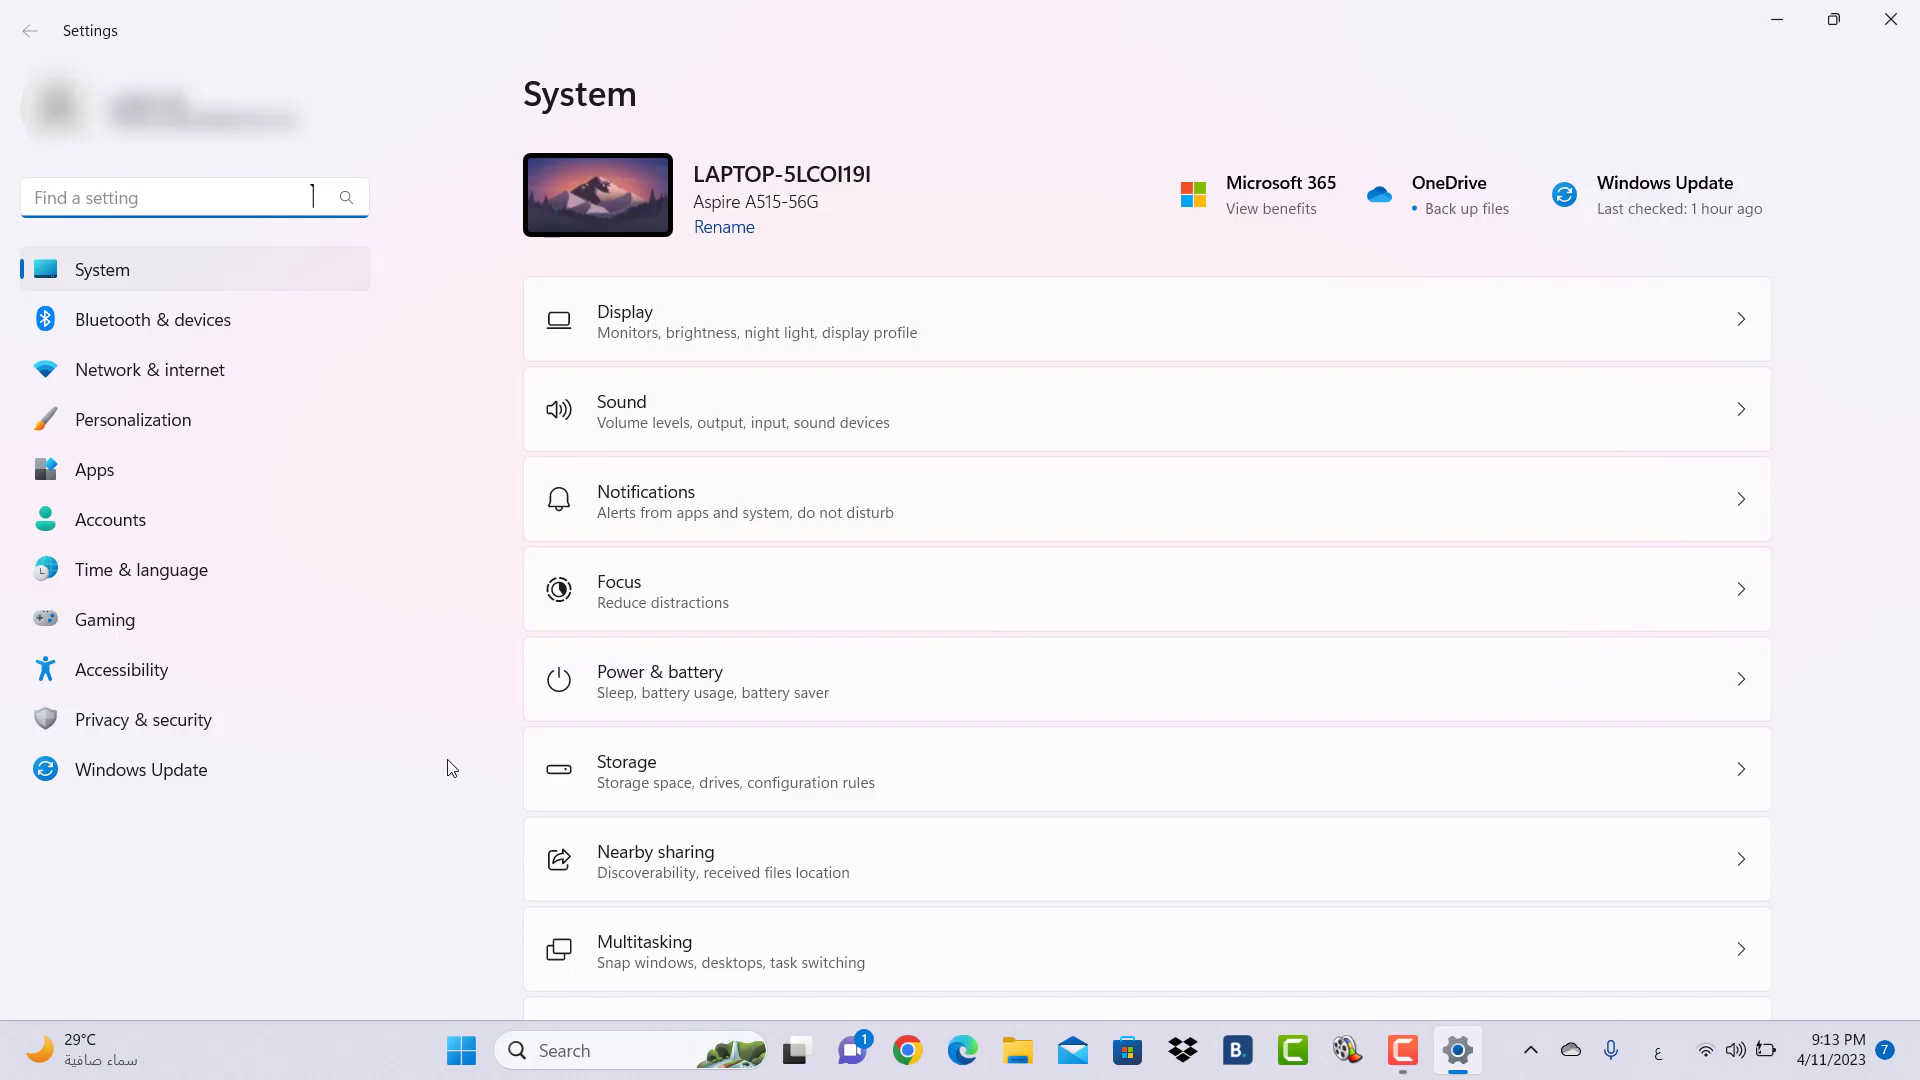 Settings
Find a setting
System
Bluetooth & devices
Network & internet
Personalization
Apps
Accounts
Time & language
Gaming
Accessibility
Privacy & security
Windows Update
System
LAPTOP-5LCOI19I
Aspire A515-56G
Rename
Microsoft 365
View benefits
OneDrive
• Back up files
Windows Update
Last checked: 1 hour ago
Display
Monitors, brightness, night light, display profile
Sound
Volume levels, output, input, sound devices
Notifications
Alerts from apps and system, do not disturb
Focus
Reduce distractions
Power & battery
Sleep, battery usage, battery saver
Storage
Storage space, drives, configuration rules
Nearby sharing
Discoverability, received files location
Multitasking
Snap windows, desktops, task switching
29°C
سماء صافية
Search
1
B.
ع
9:13 PM
4/11/2023
7